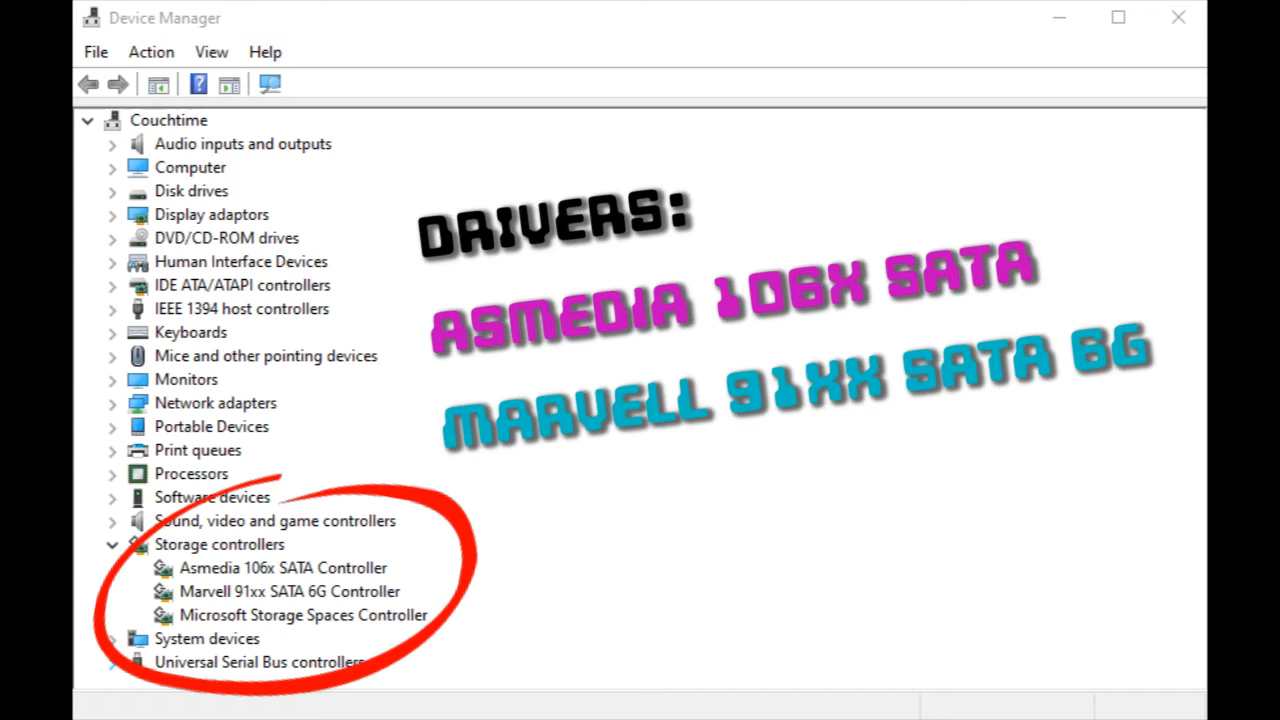 Device Manager
File Action View Help
Couchtime
Audio inputs and outputs
Computer
Disk drives
Display adaptors
DVD/CD-ROM drives
Human Interface Devices
IDE ATA/ATAPI controllers
IEEE 1394 host controllers
Keyboards
Mice and other pointing devices
Monitors
Network adapters
Portable Devices
Print queues
Processors
Software devices
Sound, video and game controllers
Storage controllers
Asmedia 106x SATA Controller
Marvell 91xx SATA 6G Controller
Microsoft Storage Spaces Controller
System devices
Universal Serial Bus controllers
DRIVERS:
ASMEDIA 106X SATA
MARVELL 91XX SATA 6G